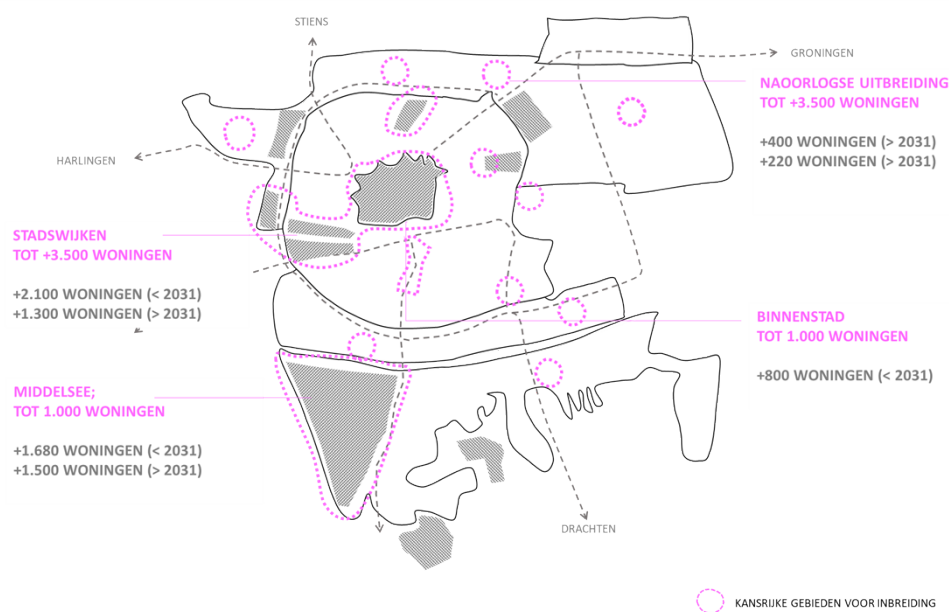 STIENS
GRONINGEN
HARLINGEN
NAOORLOGSE UITBREIDING
TOT +3.500 WONINGEN
+400 WONINGEN (> 2031)
+220 WONINGEN (> 2031)
STADSWIJKEN
TOT +3.500 WONINGEN
+2.100 WONINGEN (< 2031)
+1.300 WONINGEN (> 2031)
BINNENSTAD
TOT 1.000 WONINGEN
+800 WONINGEN (< 2031)
MIDDELSEE;
TOT 1.000 WONINGEN
+1.680 WONINGEN (< 2031)
+1.500 WONINGEN (> 2031)
DRACHTEN
KANSRIJKE GEBIEDEN VOOR INBREIDING